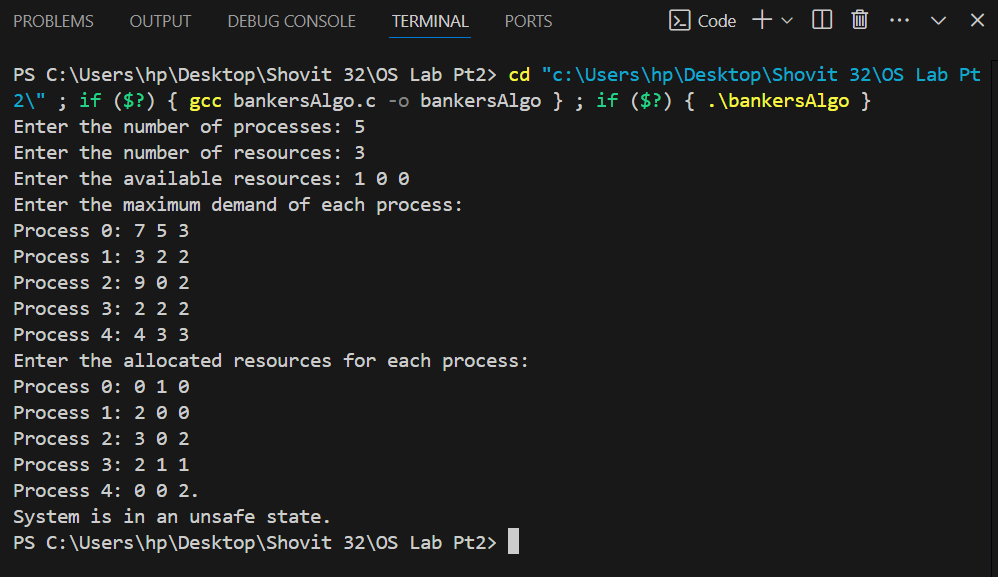 PROBLEMS OUTPUT DEBUG CONSOLE TERMINAL PORTS Code
PS C:\Users\hp\Desktop\Shovit 32\OS Lab Pt2> cd "c:\Users\hp\Desktop\Shovit 32\OS Lab Pt
2\" ; if ($?) { gcc bankersAlgo.c -o bankersAlgo } ; if ($?) { .\bankersAlgo }
Enter the number of processes: 5
Enter the number of resources: 3
Enter the available resources: 1 0 0
Enter the maximum demand of each process:
Process 0: 7 5 3
Process 1: 3 2 2
Process 2: 9 0 2
Process 3: 2 2 2
Process 4: 4 3 3
Enter the allocated resources for each process:
Process 0: 0 1 0
Process 1: 2 0 0
Process 2: 3 0 2
Process 3: 2 1 1
Process 4: 0 0 2.
System is in an unsafe state.
PS C:\Users\hp\Desktop\Shovit 32\OS Lab Pt2>